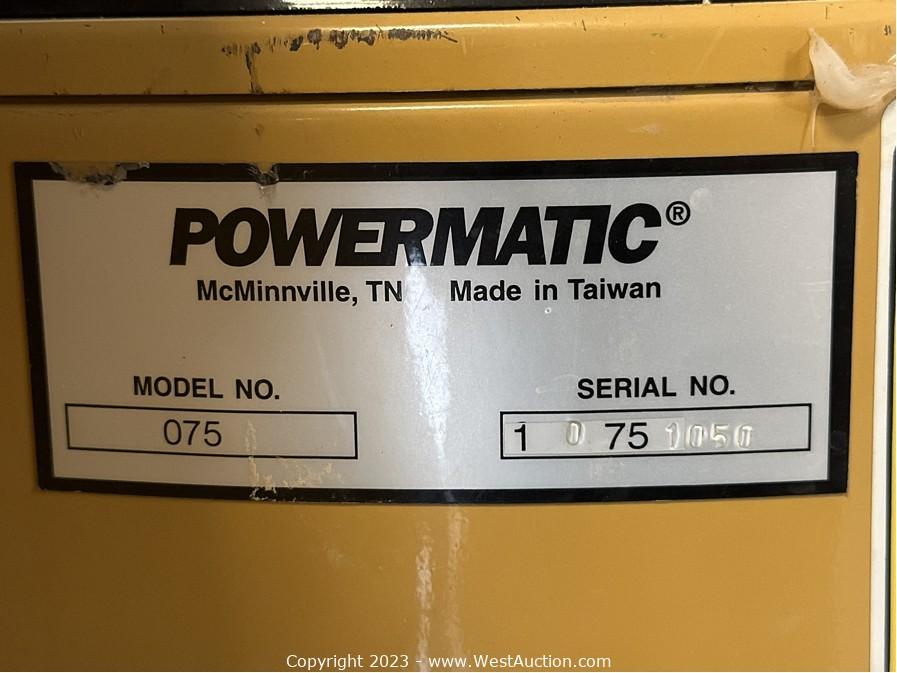 POWERMATIC®
McMinnville, TN Made in Taiwan
MODEL NO. SERIAL NO.
075 1 0 75 1050
Copyright 2023 - www.WestAuction.com